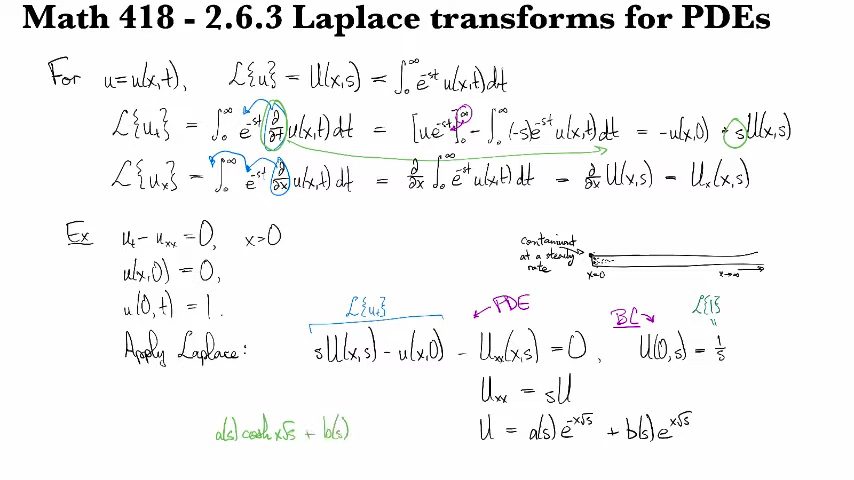 Math 418 - 2.6.3 Laplace transforms for PDEs
For u=u(x,t), L{u} = U(x,s) = ∫₀^∞ e^{-st} u(x,t) dt
L{u_t} = ∫₀^∞ e^{-st} ∂/∂t u(x,t) dt = [u e^{-st}]₀^∞ - ∫₀^∞ (-s) e^{-st} u(x,t) dt = -u(x,0) + s U(x,s)
L{u_x} = ∫₀^∞ e^{-st} ∂/∂x u(x,t) dt = ∂/∂x ∫₀^∞ e^{-st} u(x,t) dt = ∂/∂x U(x,s) = U_x(x,s)
Ex u_t - u_xx = 0, x>0
u(x,0) = 0,
u(0,t) = 1.
contaminant
at a steady
rate
x=0 x→∞
L{u_t} PDE BC L{1}
"
Apply Laplace: sU(x,s) - u(x,0) - U_xx(x,s) = 0, U(0,s) = 1/s
U_xx = sU
a(s) cosh x√s + b(s) U = a(s) e^{-x√s} + b(s) e^{x√s}